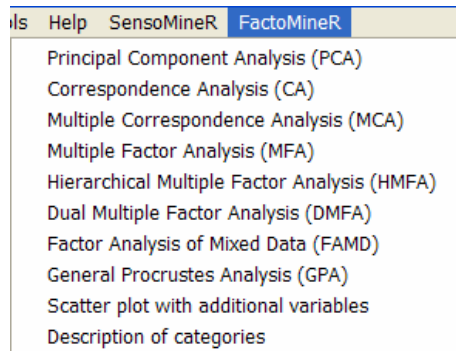 ols Help SensoMineR FactoMineR
Principal Component Analysis (PCA)
Correspondence Analysis (CA)
Multiple Correspondence Analysis (MCA)
Multiple Factor Analysis (MFA)
Hierarchical Multiple Factor Analysis (HMFA)
Dual Multiple Factor Analysis (DMFA)
Factor Analysis of Mixed Data (FAMD)
General Procrustes Analysis (GPA)
Scatter plot with additional variables
Description of categories